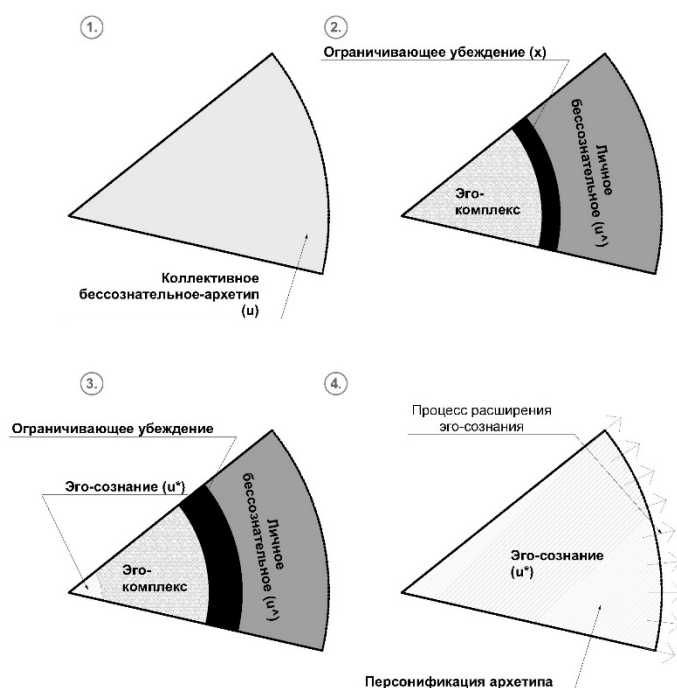 1.
Коллективное
бессознательное-архетип
(u)
2.
Ограничивающее убеждение (x)
Эго-
комплекс
Личное
бессознательное (u^)
3.
Ограничивающее убеждение
Эго-сознание (u*)
Эго-
комплекс
Личное
бессознательное (u^)
4.
Процесс расширения
эго-сознания
Эго-сознание
(u*)
Персонификация архетипа